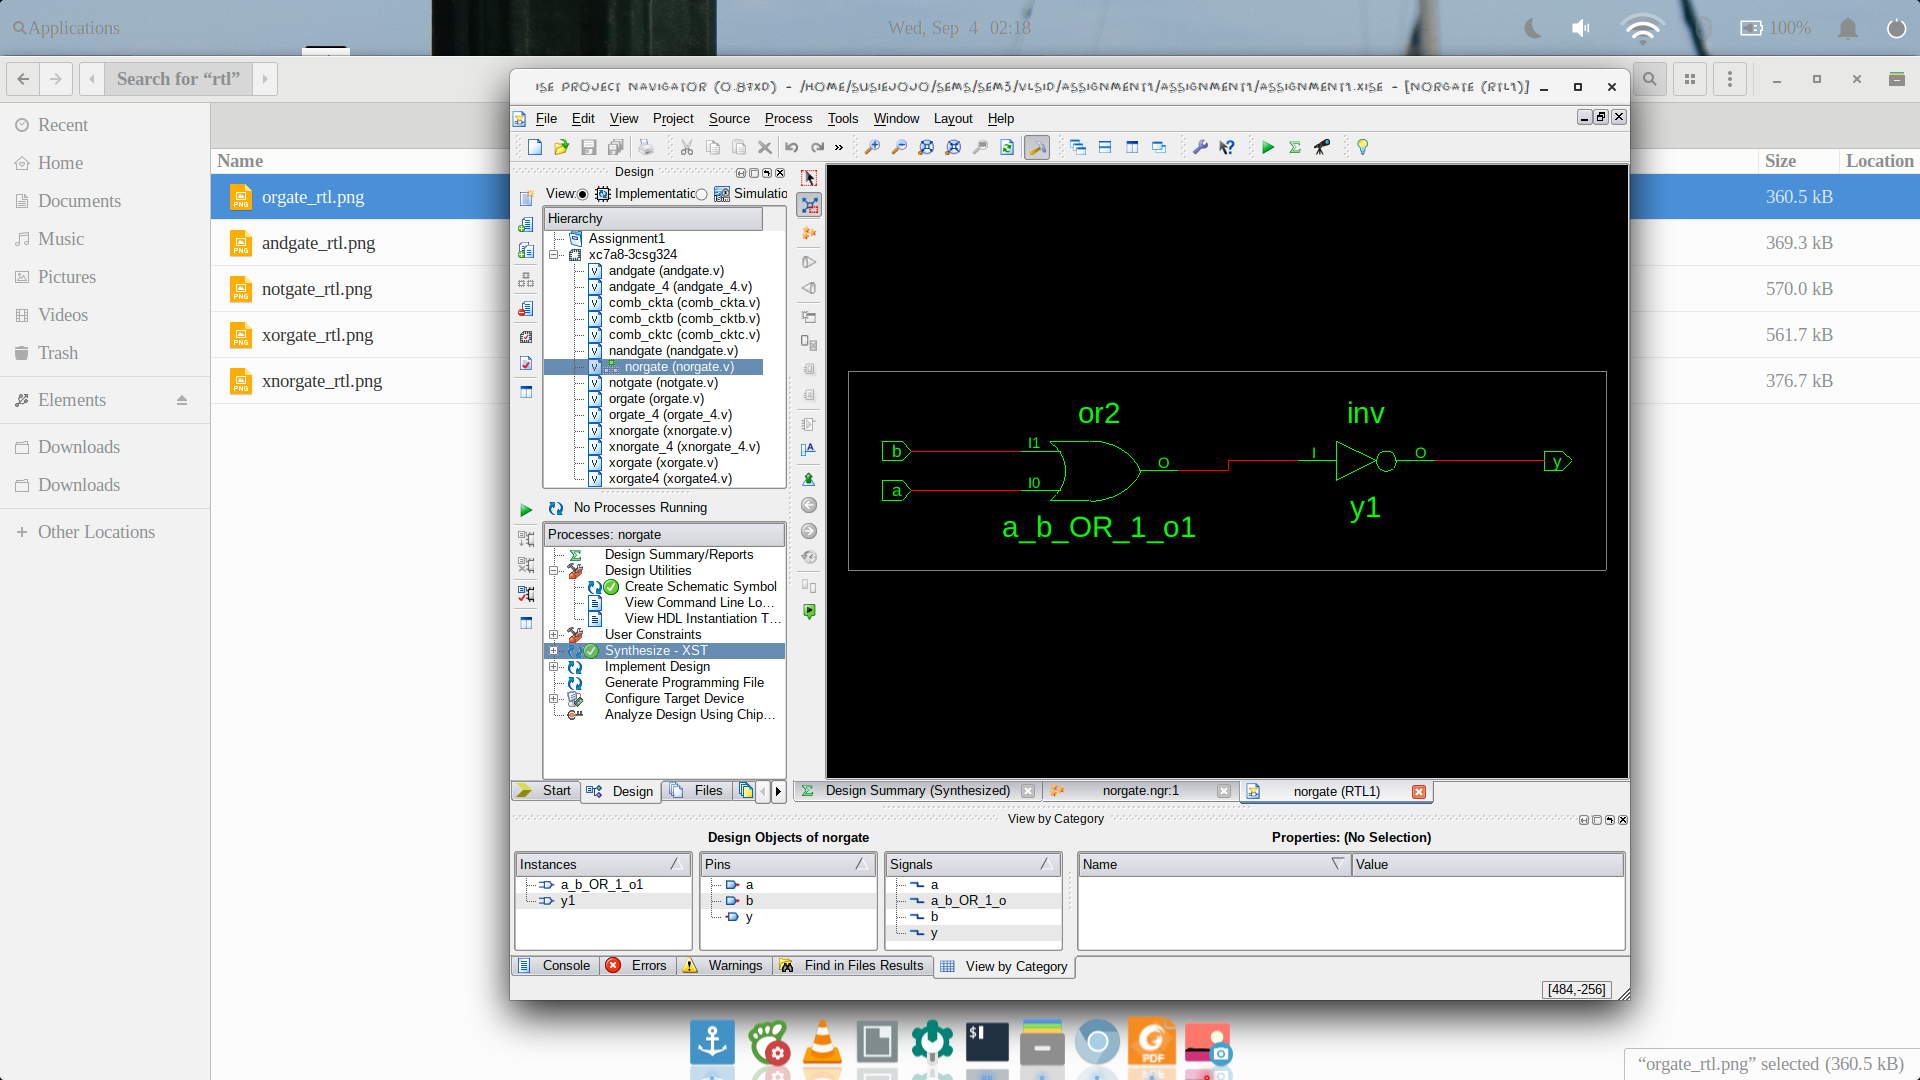 Applications
Wed, Sep 4 02:18
100%
Search for “rtl”
Recent
Home
Documents
Music
Pictures
Videos
Trash
Elements
Downloads
Downloads
Other Locations
Name
Size
Location
orgate_rtl.png
360.5 kB
andgate_rtl.png
369.3 kB
notgate_rtl.png
570.0 kB
xorgate_rtl.png
561.7 kB
xnorgate_rtl.png
376.7 kB
ISE PROJECT NAVIGATOR (O.87XD) - /HOME/SUSIEJOJO/SEMS/SEM3/VLSID/ASSIGNMENT1/ASSIGNMENT1/ASSIGNMENT1.XISE - [NORGATE (RTL1)]
File Edit View Project Source Process Tools Window Layout Help
Design
View: Implementatic Simulatio
Hierarchy
Assignment1
xc7a8-3csg324
andgate (andgate.v)
andgate_4 (andgate_4.v)
comb_ckta (comb_ckta.v)
comb_cktb (comb_cktb.v)
comb_cktc (comb_cktc.v)
nandgate (nandgate.v)
norgate (norgate.v)
notgate (notgate.v)
orgate (orgate.v)
orgate_4 (orgate_4.v)
xnorgate (xnorgate.v)
xnorgate_4 (xnorgate_4.v)
xorgate (xorgate.v)
xorgate4 (xorgate4.v)
No Processes Running
Processes: norgate
Design Summary/Reports
Design Utilities
Create Schematic Symbol
View Command Line Lo...
View HDL Instantiation T...
User Constraints
Synthesize - XST
Implement Design
Generate Programming File
Configure Target Device
Analyze Design Using Chip...
Start
Design
Files
or2
inv
b
I1
a
I0
O
I
O
y
a_b_OR_1_o1
y1
Design Summary (Synthesized)
norgate.ngr:1
norgate (RTL1)
View by Category
Design Objects of norgate
Properties: (No Selection)
Instances
a_b_OR_1_o1
y1
Pins
a
b
y
Signals
a
a_b_OR_1_o
b
y
Name
Value
Console
Errors
Warnings
Find in Files Results
View by Category
[484,-256]
$
PDF
“orgate_rtl.png” selected (360.5 kB)